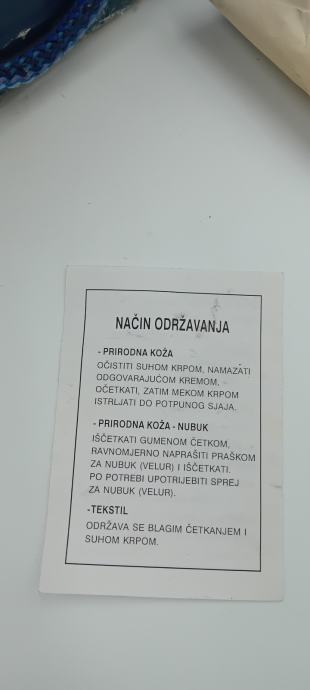 NAČIN ODRŽAVANJA
- PRIRODNA KOŽA
OČISTITI SUHOM KRPOM, NAMAZATI
ODGOVARAJUĆOM KREMOM,
OČETKATI, ZATIM MEKOM KRPOM
ISTRLJATI DO POTPUNOG SJAJA.
- PRIRODNA KOŽA - NUBUK
IŠČETKATI GUMENOM ČETKOM,
RAVNOMJERNO NAPRAŠITI PRAŠKOM
ZA NUBUK (VELUR) I IŠČETKATI.
PO POTREBI UPOTRIJEBITI SPREJ
ZA NUBUK (VELUR).
-TEKSTIL
ODRŽAVA SE BLAGIM ČETKANJEM I
SUHOM KRPOM.